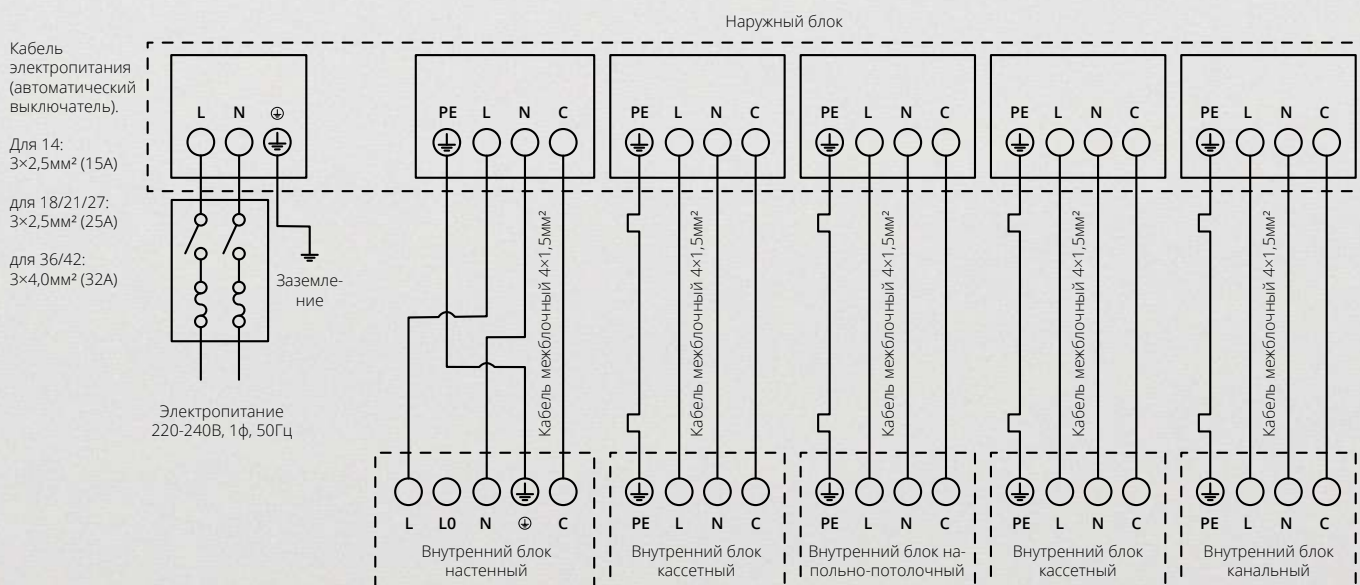 Наружный блок
Кабель
электропитания
(автоматический
выключатель).
Для 14:
3×2,5мм² (15А)
для 18/21/27:
3×2,5мм² (25А)
для 36/42:
3×4,0мм² (32А)
L N
PE L N C
PE L N C
PE L N C
PE L N C
PE L N C
Заземле-
ние
Электропитание
220-240В, 1ф, 50Гц
Кабель межблочный 4×1,5мм²
Кабель межблочный 4×1,5мм²
Кабель межблочный 4×1,5мм²
Кабель межблочный 4×1,5мм²
Кабель межблочный 4×1,5мм²
L L0 N C
PE L N C
PE L N C
PE L N C
PE L N C
Внутренний блок
настенный
Внутренний блок
кассетный
Внутренний блок на-
польно-потолочный
Внутренний блок
кассетный
Внутренний блок
канальный